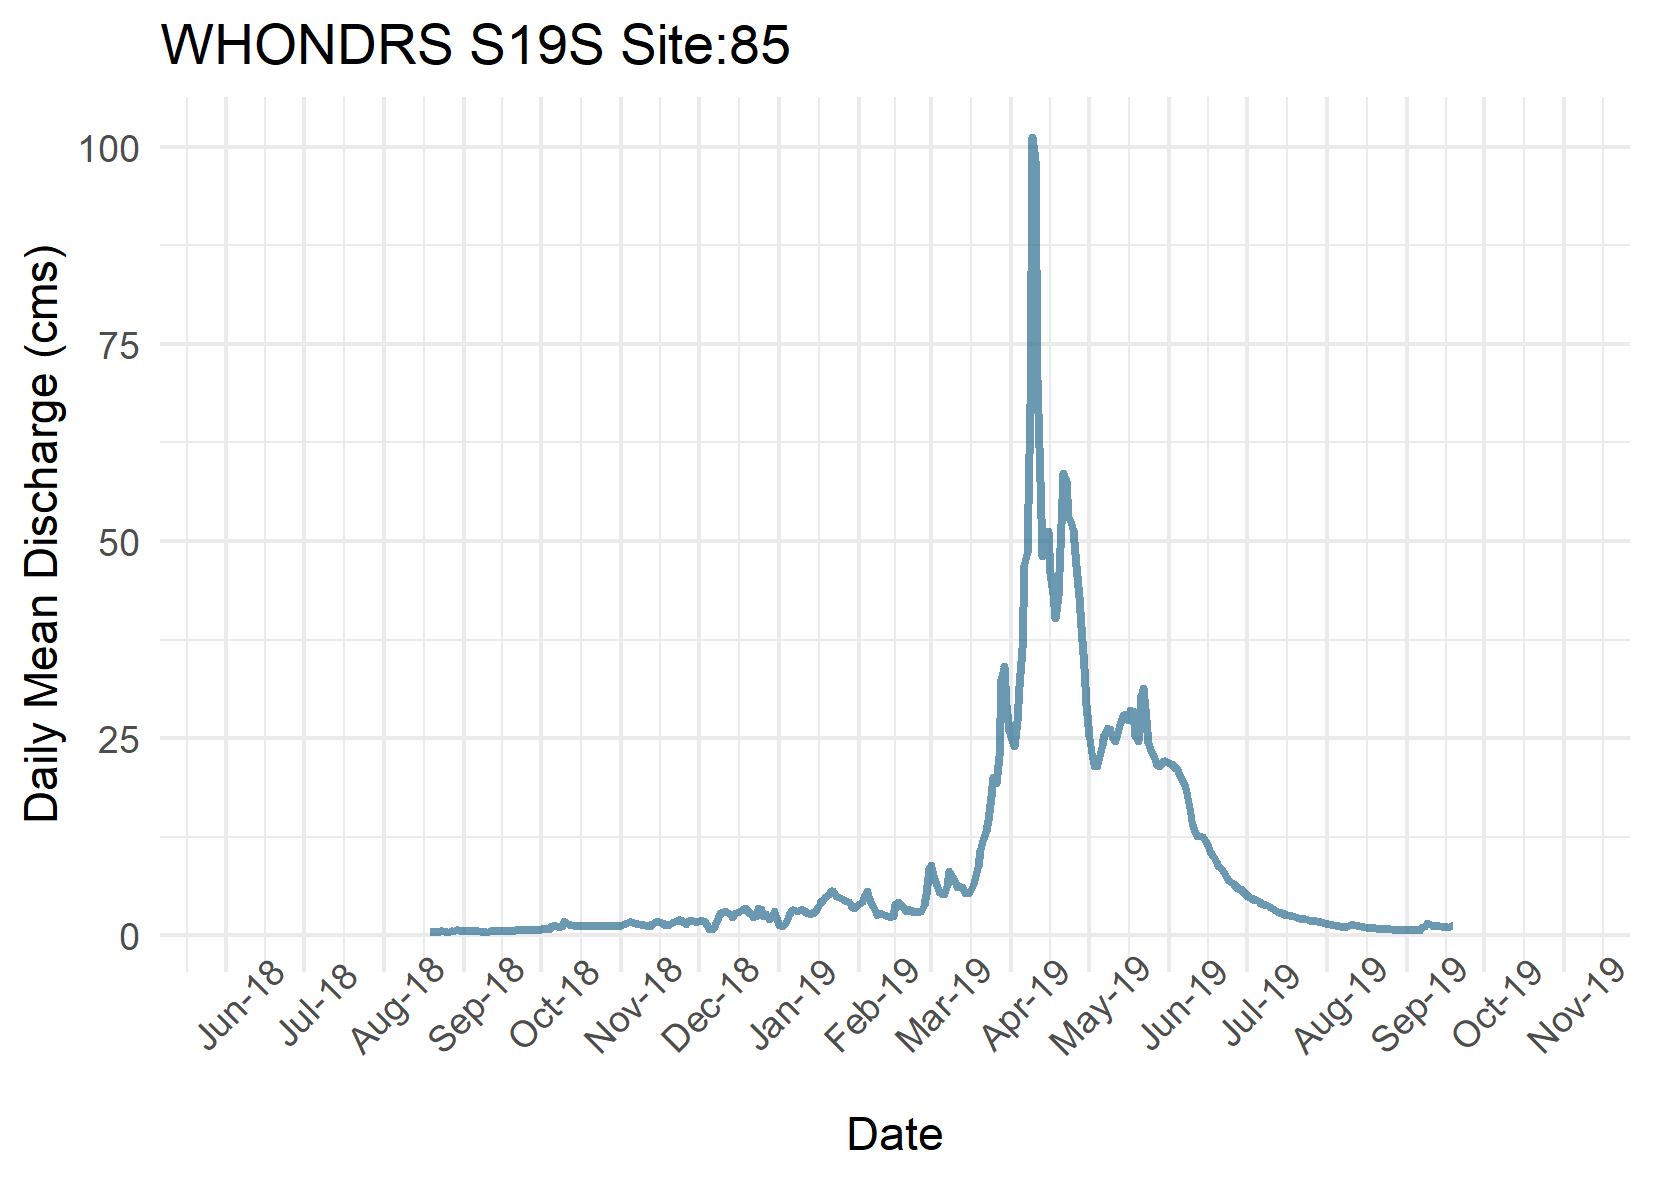 WHONDRS S19S Site:85
Daily Mean Discharge (cms)
100
75
50
25
0
Jun-18
Jul-18
Aug-18
Sep-18
Oct-18
Nov-18
Dec-18
Jan-19
Feb-19
Mar-19
Apr-19
May-19
Jun-19
Jul-19
Aug-19
Sep-19
Oct-19
Nov-19
Date